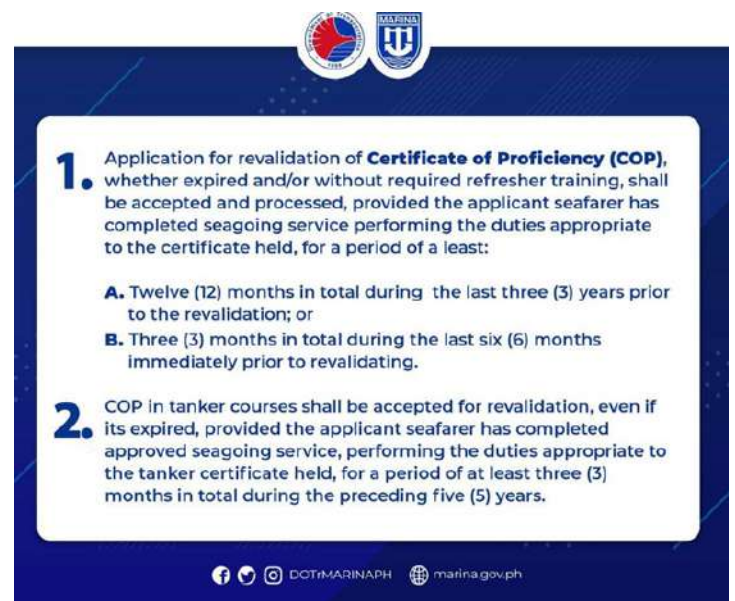 MARINA
1. Application for revalidation of Certificate of Proficiency (COP),
whether expired and/or without required refresher training, shall
be accepted and processed, provided the applicant seafarer has
completed seagoing service performing the duties appropriate
to the certificate held, for a period of a least:
A. Twelve (12) months in total during the last three (3) years prior
to the revalidation; or
B. Three (3) months in total during the last six (6) months
immediately prior to revalidating.
2. COP in tanker courses shall be accepted for revalidation, even if
its expired, provided the applicant seafarer has completed
approved seagoing service, performing the duties appropriate to
the tanker certificate held, for a period of at least three (3)
months in total during the preceding five (5) years.
DOTrMARINAPH marina.gov.ph